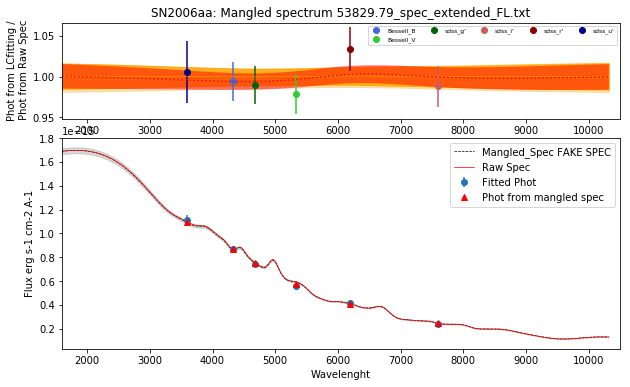 SN2006aa: Mangled spectrum 53829.79_spec_extended_FL.txt
Phot from LCfitting /
Phot from Raw Spec
1.05
1.00
0.95
Bessell_B
Bessell_V
sdss_g'
sdss_i'
sdss_r'
sdss_u'
2000 3000 4000 5000 6000 7000 8000 9000 10000
1e−15
Flux erg s-1 cm-2 A-1
1.8
1.6
1.4
1.2
1.0
0.8
0.6
0.4
0.2
Mangled_Spec FAKE SPEC
Raw Spec
Fitted Phot
Phot from mangled spec
2000 3000 4000 5000 6000 7000 8000 9000 10000
Wavelenght